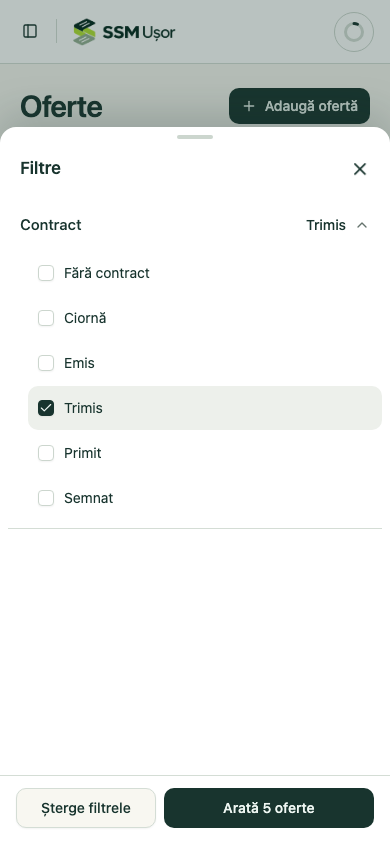 SSM Ușor
Oferte
Adaugă ofertă
Filtre
Contract
Trimis
Fără contract
Ciornă
Emis
Trimis
Primit
Semnat
Șterge filtrele
Arată 5 oferte